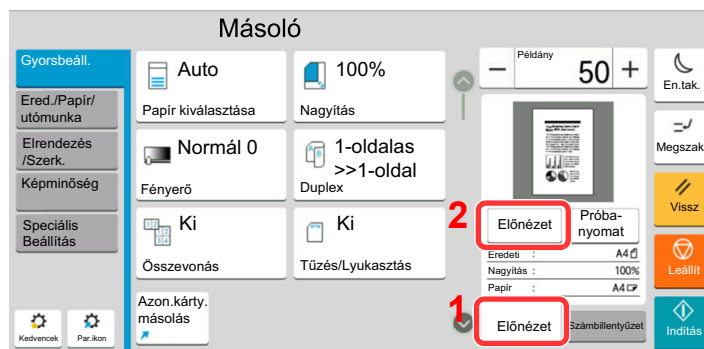 Másoló
Gyorsbeáll.
Ered./Papír/
utómunka
Elrendezés
/Szerk.
Képminőség
Speciális
Beállítás
Kedvencek
Par.ikon
Auto
Papír kiválasztása
100%
Nagyítás
Normál 0
Fényerő
1-oldalas
>>1-oldal
Duplex
Ki
Összevonás
Ki
Tűzés/Lyukasztás
Azon.kárty.
másolás
Példány
− 50 +
2
Előnézet
Próba-
nyomat
Eredeti : A4
Nagyítás : 100%
Papír : A4
1
Előnézet
Számbillentyűzet
En.tak.
Megszak
Vissz
Leállít
Indítás